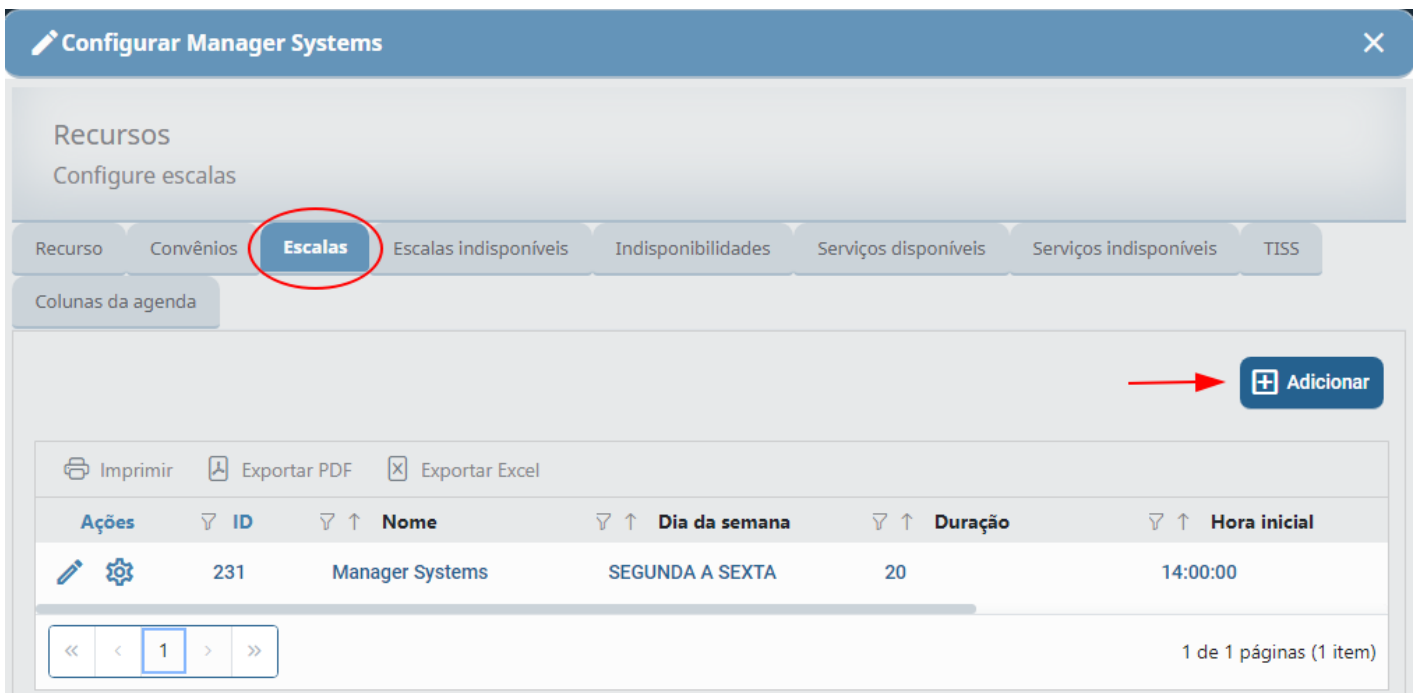 Configurar Manager Systems
Recursos
Configure escalas
Recurso Convênios Escalas Escalas indisponíveis Indisponibilidades Serviços disponíveis Serviços indisponíveis TISS
Colunas da agenda
Adicionar
Imprimir Exportar PDF Exportar Excel
Ações ID Nome Dia da semana Duração Hora inicial
231 Manager Systems SEGUNDA A SEXTA 20 14:00:00
1 1 de 1 páginas (1 item)